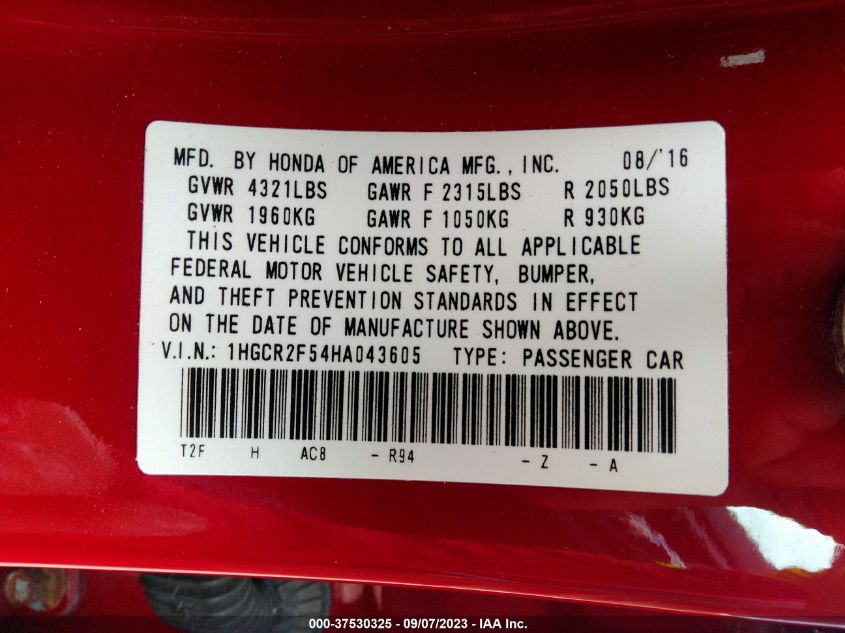 MFD. BY HONDA OF AMERICA MFG., INC. 08/'16
GVWR 4321LBS GAWR F 2315LBS R 2050LBS
GVWR 1960KG GAWR F 1050KG R 930KG
THIS VEHICLE CONFORMS TO ALL APPLICABLE
FEDERAL MOTOR VEHICLE SAFETY, BUMPER,
AND THEFT PREVENTION STANDARDS IN EFFECT
ON THE DATE OF MANUFACTURE SHOWN ABOVE.
V.I.N.: 1HGCR2F54HA043605 TYPE: PASSENGER CAR
T2F H AC8 - R94 - Z - A
000-37530325 - 09/07/2023 - IAA Inc.